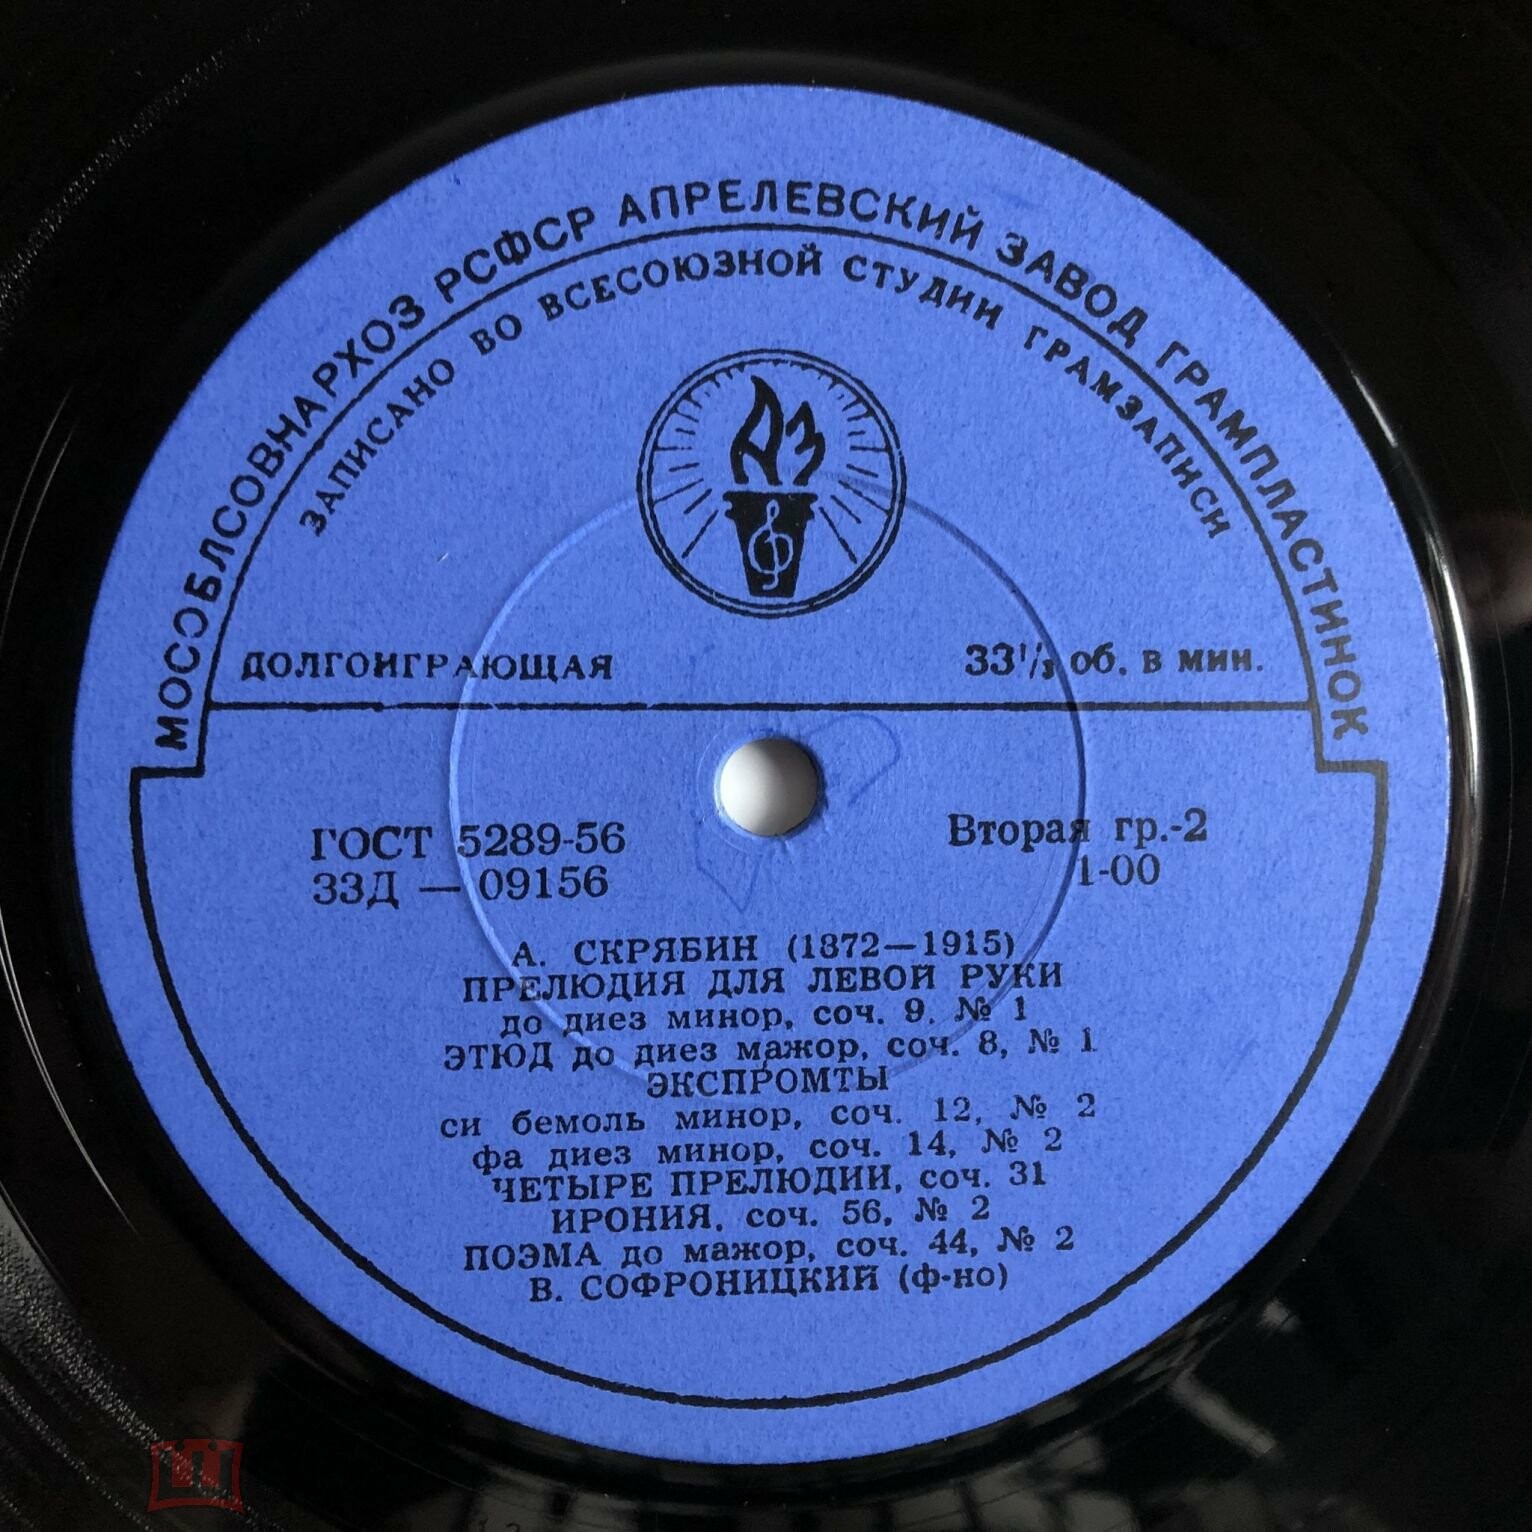 МОСОБЛСОВНАРХОЗ РСФСР АПРЕЛЕВСКИЙ ЗАВОД ГРАМПЛАСТИНОК
ЗАПИСАНО ВО ВСЕСОЮЗНОЙ СТУДИИ ГРАМЗАПИСИ
АЗ
ДОЛГОИГРАЮЩАЯ 33⅓ об. в мин.
ГОСТ 5289-56 Вторая гр.-2
33Д — 09156 1-00
А. СКРЯБИН (1872—1915)
ПРЕЛЮДИЯ ДЛЯ ЛЕВОЙ РУКИ
до диез минор, соч. 9, № 1
ЭТЮД до диез мажор, соч. 8, № 1
ЭКСПРОМТЫ
си бемоль минор, соч. 12, № 2
фа диез минор, соч. 14, № 2
ЧЕТЫРЕ ПРЕЛЮДИИ, соч. 31
ИРОНИЯ, соч. 56, № 2
ПОЭМА до мажор, соч. 44, № 2
В. СОФРОНИЦКИЙ (ф-но)